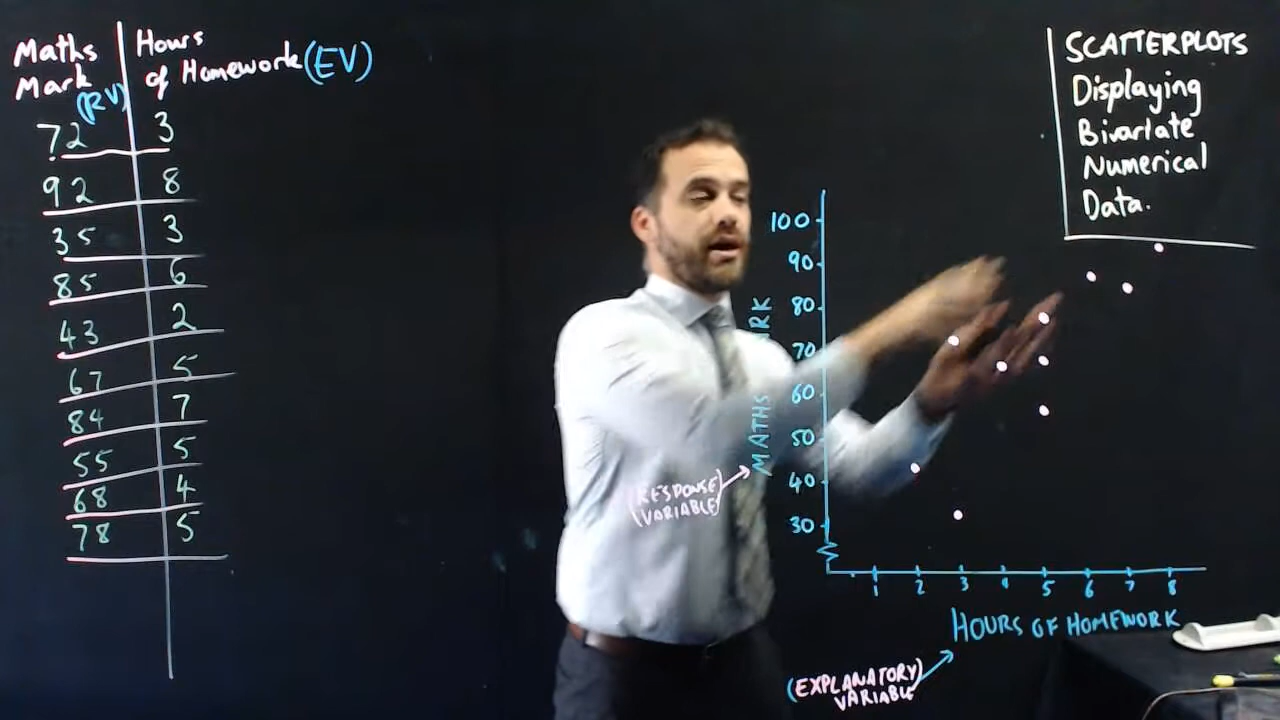 Maths Mark (RV)
Hours of Homework (EV)
72 3
92 8
35 3
85 6
43 2
67 5
84 7
55 5
68 4
78 5
SCATTERPLOTS
Displaying
Bivariate
Numerical
Data.
100
90
80
70
60
50
40
30
MATHS RK
(RESPONSE
VARIABLE)
1 2 3 4 5 6 7 8
HOURS OF HOMEWORK
(EXPLANATORY)
VARIABLE